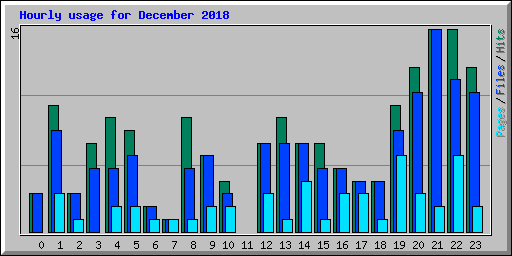 Hourly usage for December 2018
16
Pages/Files/Hits
0 1 2 3 4 5 6 7 8 9 10 11 12 13 14 15 16 17 18 19 20 21 22 23